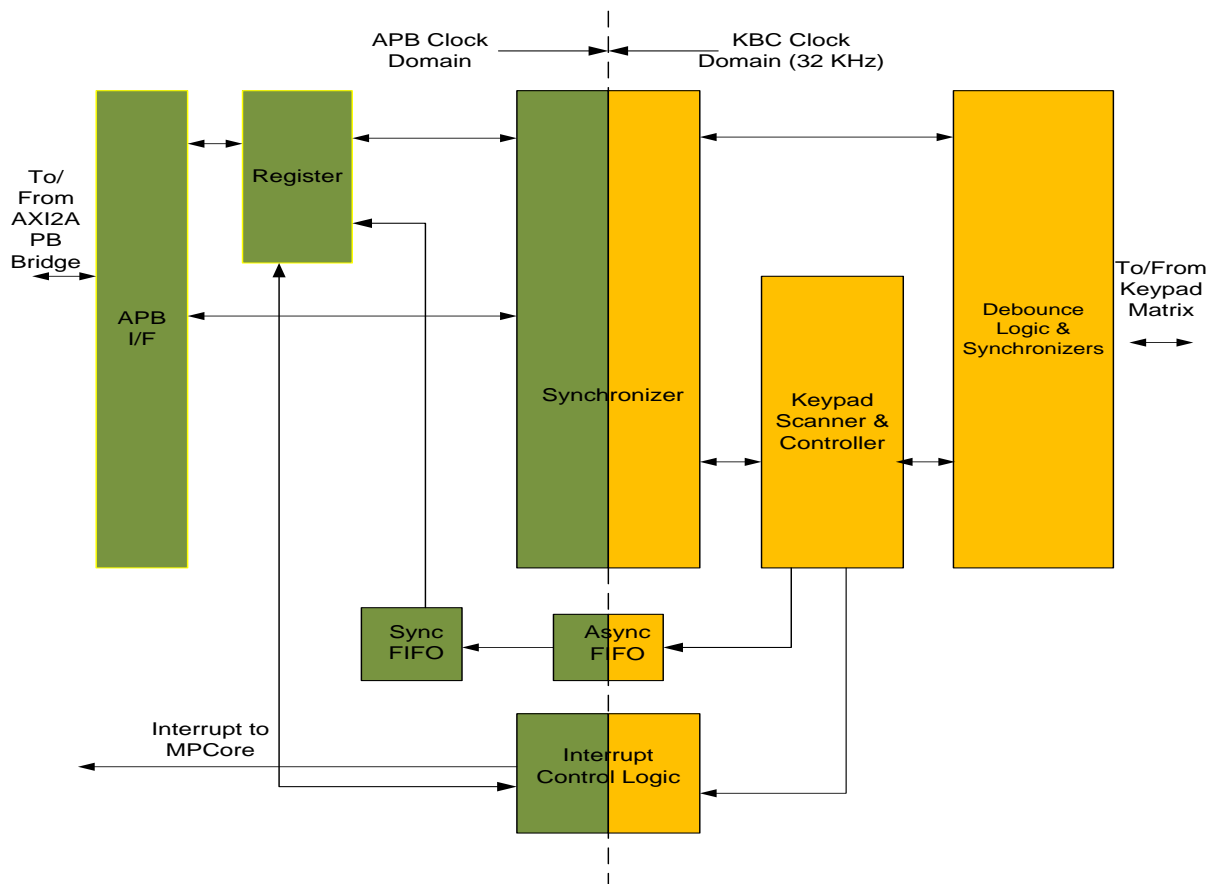 APB Clock
Domain
KBC Clock
Domain (32 KHz)
To/
From
AXI2A
PB
Bridge
APB
I/F
Register
Synchronizer
Keypad
Scanner &
Controller
Debounce
Logic &
Synchronizers
To/From
Keypad
Matrix
Sync
FIFO
Async
FIFO
Interrupt to
MPCore
Interrupt
Control Logic